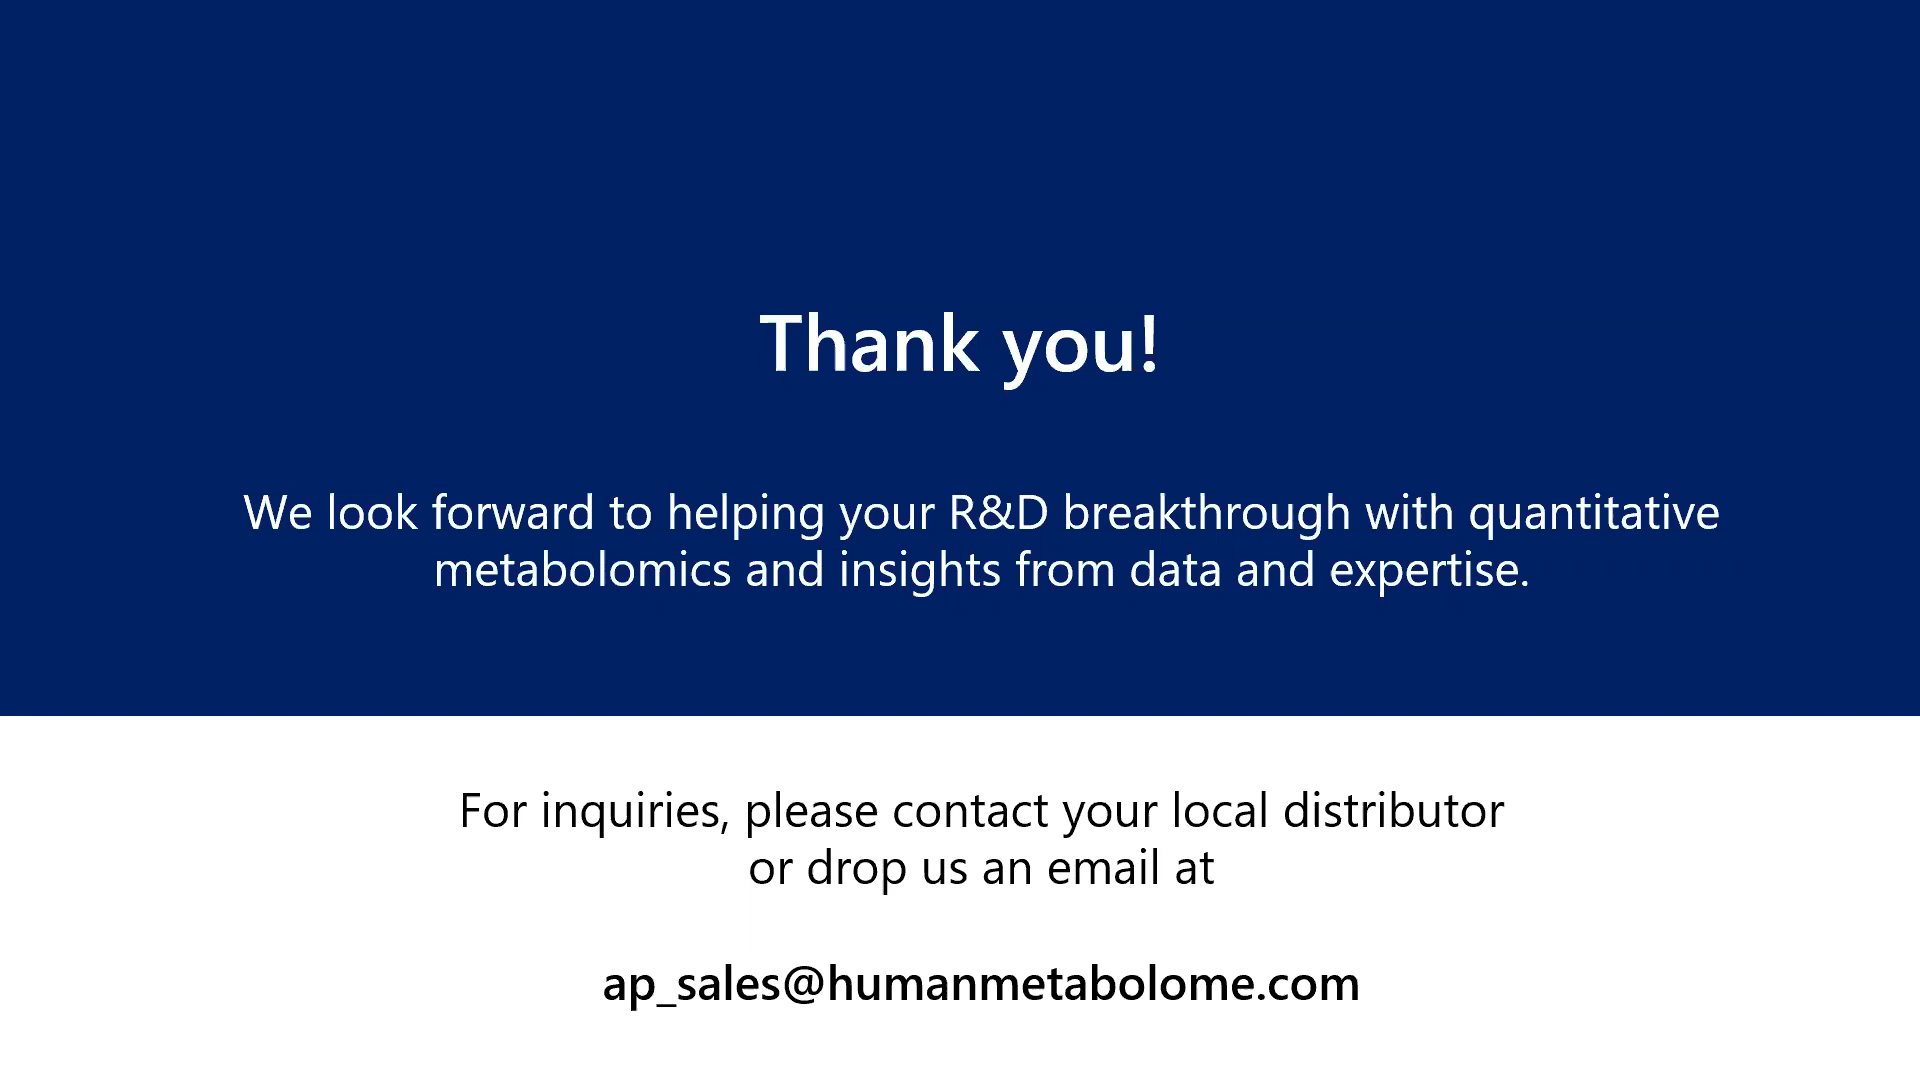 Thank you!
We look forward to helping your R&D breakthrough with quantitative
metabolomics and insights from data and expertise.
For inquiries, please contact your local distributor
or drop us an email at
ap_sales@humanmetabolome.com